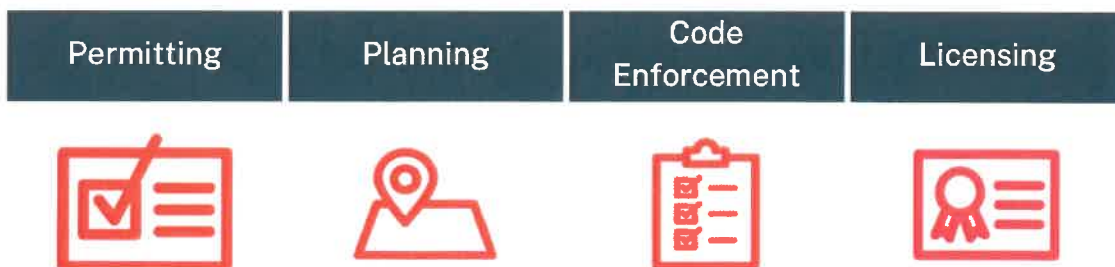 Permitting
Planning
Code
Enforcement
Licensing